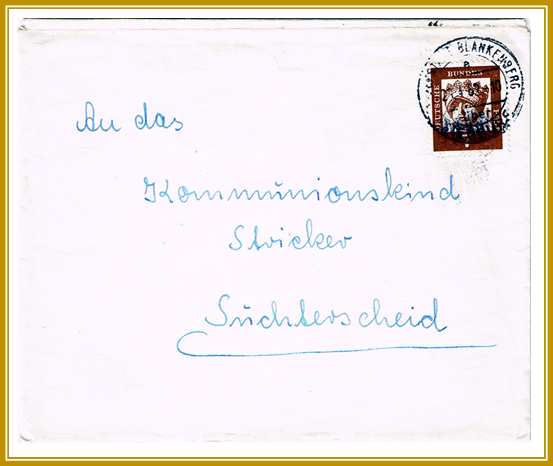 BLANKENBERG
a
DEUTSCHE
BUNDES
An das
Kommunionskind
Stricker
Süchterscheid